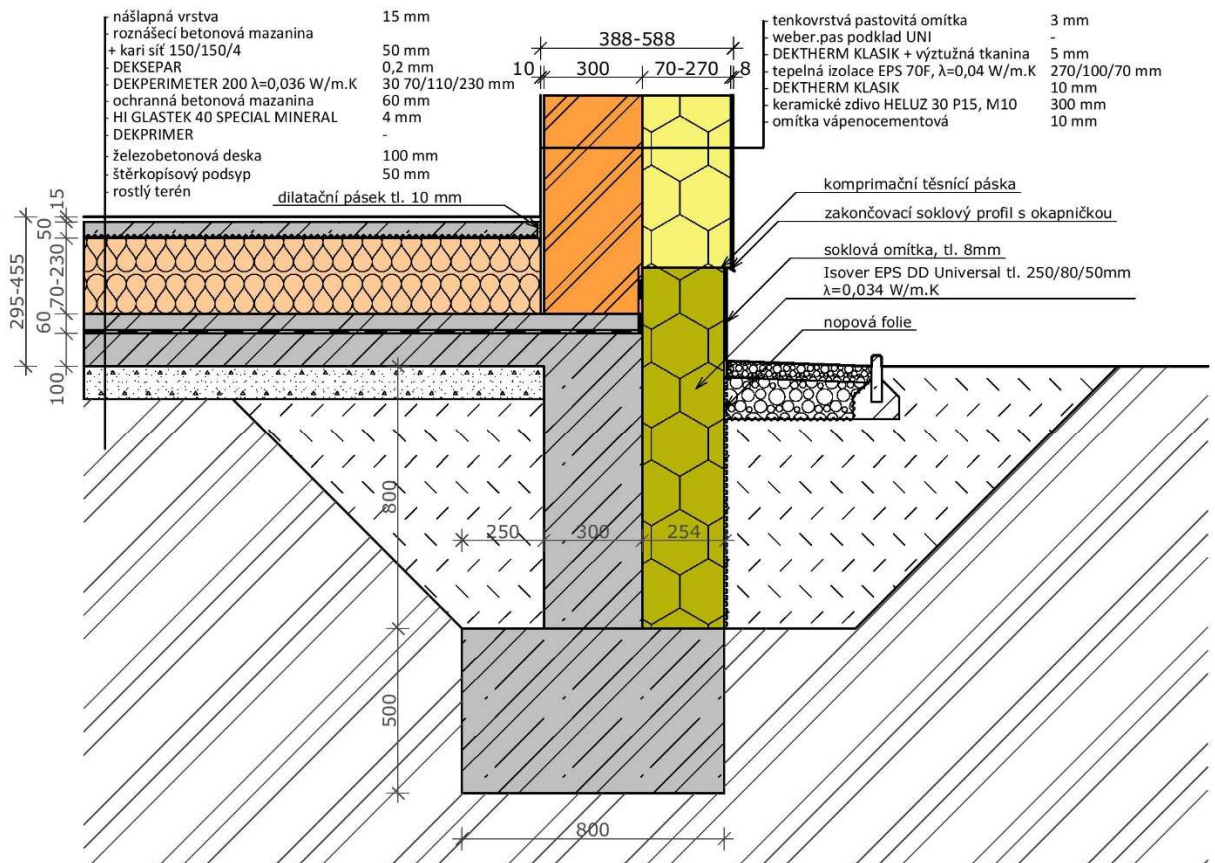 nášlapná vrstva 15 mm
roznášecí betonová mazanina
+ kari síť 150/150/4 50 mm
DEKSEPAR 0,2 mm
DEKPERIMETER 200 λ=0,036 W/m.K 30 70/110/230 mm
ochranná betonová mazanina 60 mm
HI GLASTEK 40 SPECIAL MINERAL 4 mm
DEKPRIMER -
železobetonová deska 100 mm
štěrkopísový podsyp 50 mm
rostlý terén
dilatační pásek tl. 10 mm
388-588
10 300 70-270 8
tenkovrstvá pastovitá omítka 3 mm
weber.pas podklad UNI -
DEKTHERM KLASIK + výztužná tkanina 5 mm
tepelná izolace EPS 70F, λ=0,04 W/m.K 270/100/70 mm
DEKTHERM KLASIK 10 mm
keramické zdivo HELUZ 30 P15, M10 300 mm
omítka vápenocementová 10 mm
komprimační těsnící páska
zakončovací soklový profil s okapničkou
soklová omítka, tl. 8mm
Isover EPS DD Universal tl. 250/80/50mm
λ=0,034 W/m.K
nopová folie
295-455
15
50
70-230
60
100
800
250 300 254
500
800